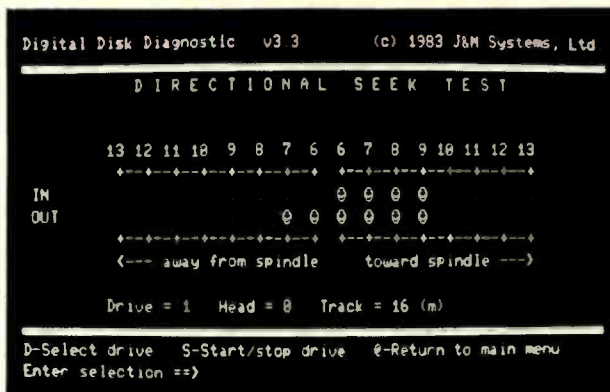 Digital Disk Diagnostic v3.3 (c) 1983 J&M Systems, Ltd
DIRECTIONAL SEEK TEST
13 12 11 10 9 8 7 6 6 7 8 9 10 11 12 13
+--+--+--+--+--+--+--+ +--+--+--+--+--+--+--+
IN 0 0 0 0
OUT 0 0 0 0 0 0
+--+--+--+--+--+--+--+ +--+--+--+--+--+--+--+
<--- away from spindle toward spindle --->
Drive = 1 Head = 0 Track = 16 (m)
D-Select drive S-Start/stop drive @-Return to main menu
Enter selection ==>